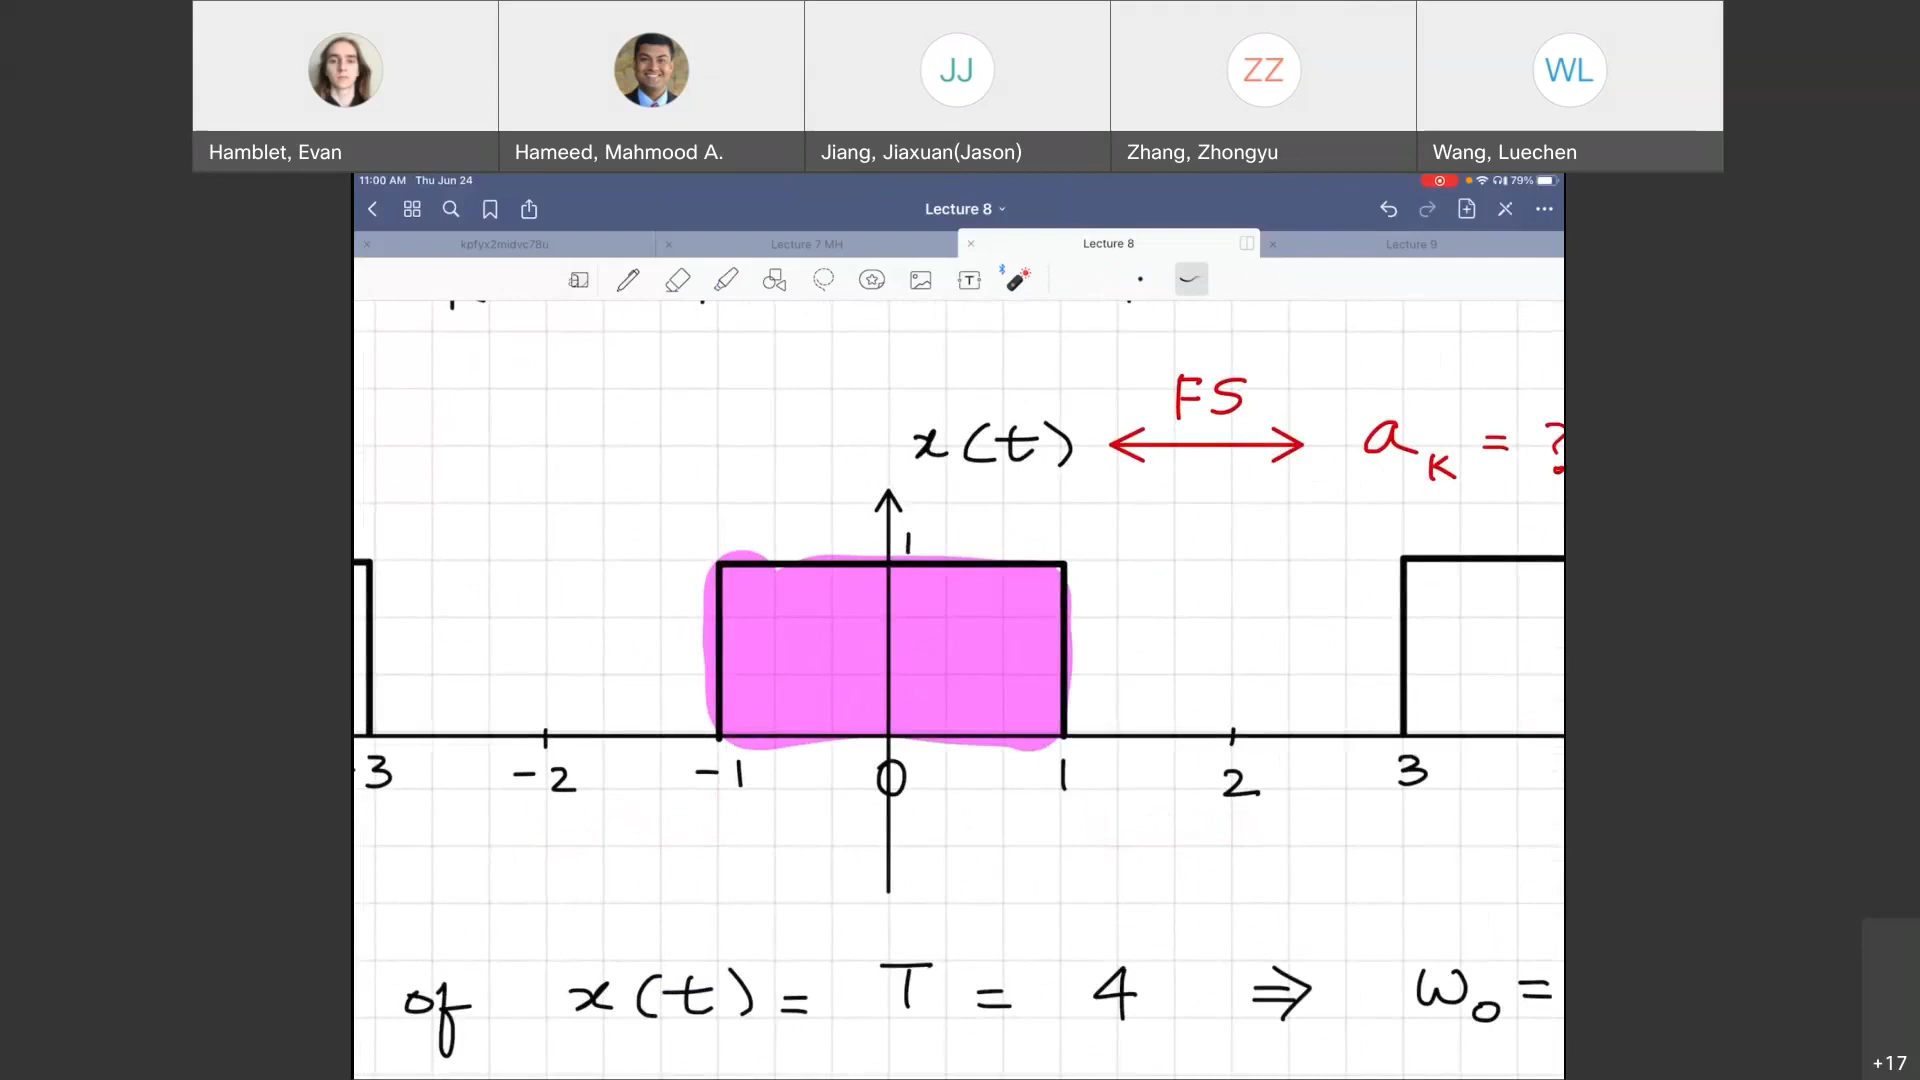 JJ
ZZ
WL
Hamblet, Evan
Hameed, Mahmood A.
Jiang, Jiaxuan(Jason)
Zhang, Zhongyu
Wang, Luechen
11:00 AM Thu Jun 24
79%
Lecture 8
kpfyx2midvc78u
Lecture 7 MH
Lecture 8
Lecture 9
T
FS
x(t) ⟷ a_K = ?
1
3 -2 -1 0 1 2 3
of x(t) = T = 4 ⇒ ω₀ =
+17